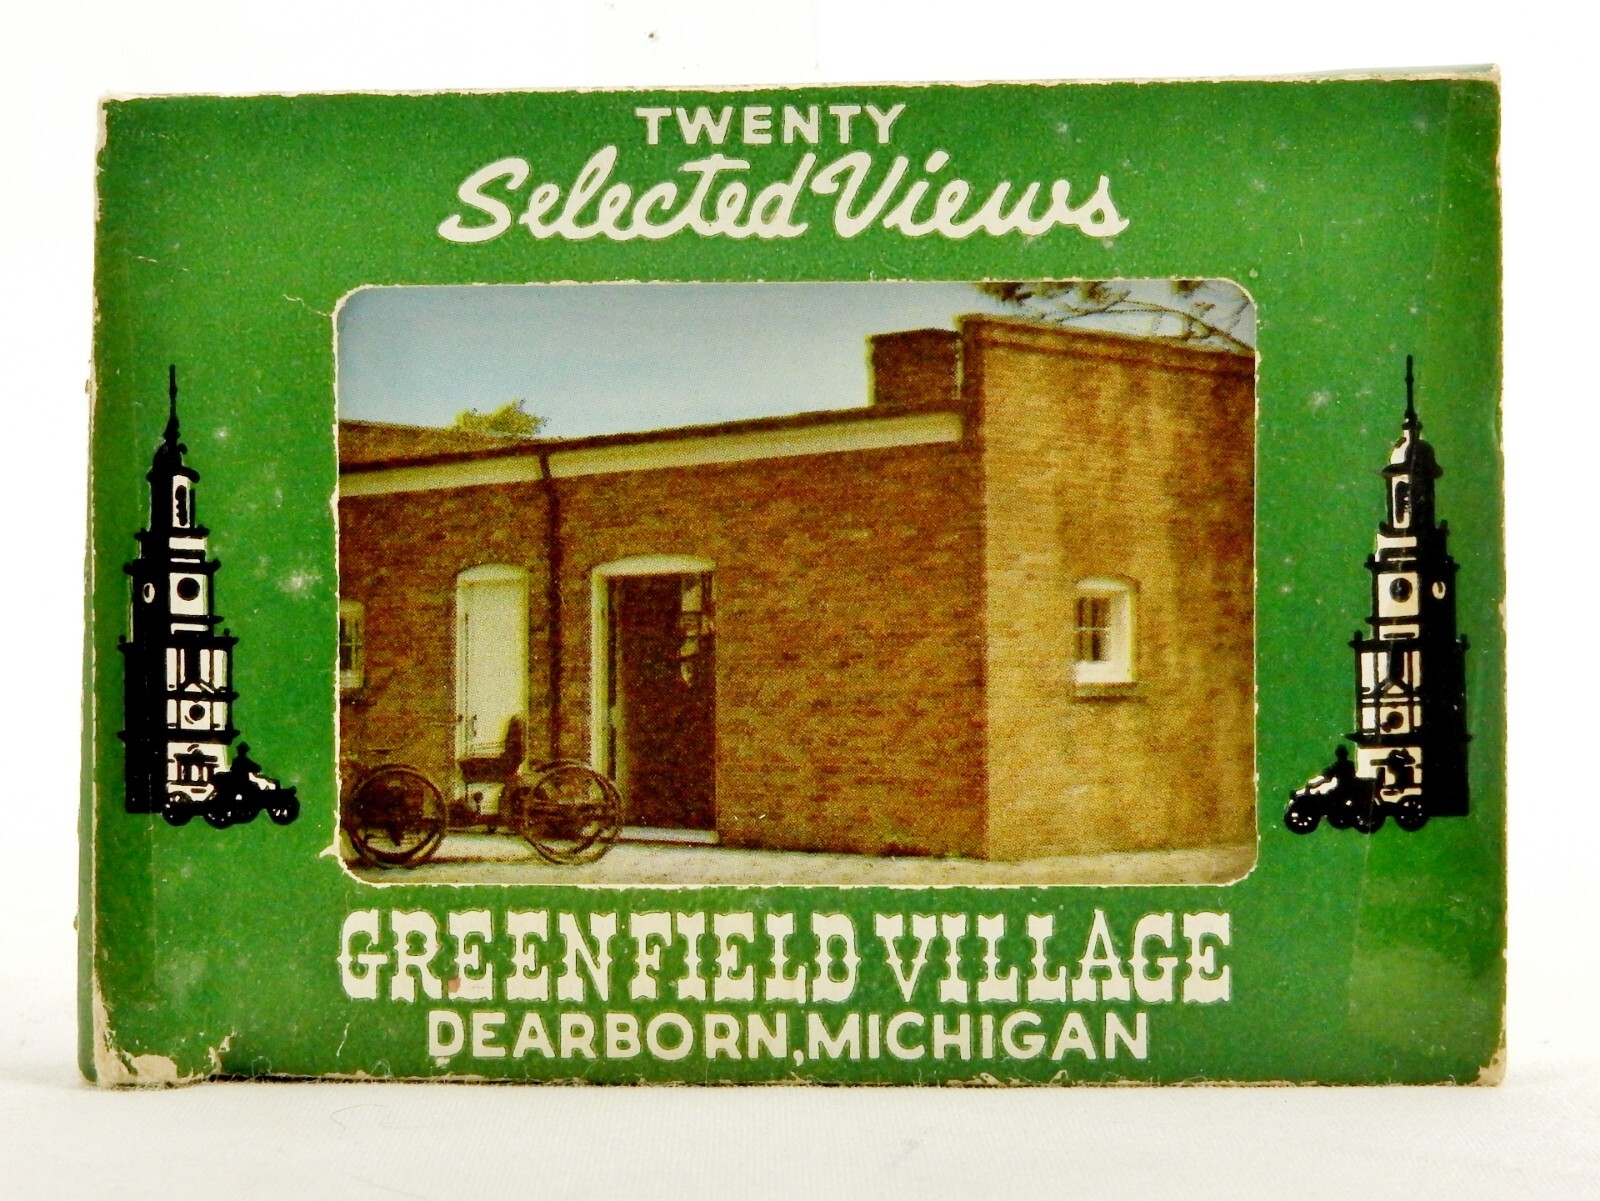 TWENTY
Selected Views
GREENFIELD VILLAGE
DEARBORN, MICHIGAN